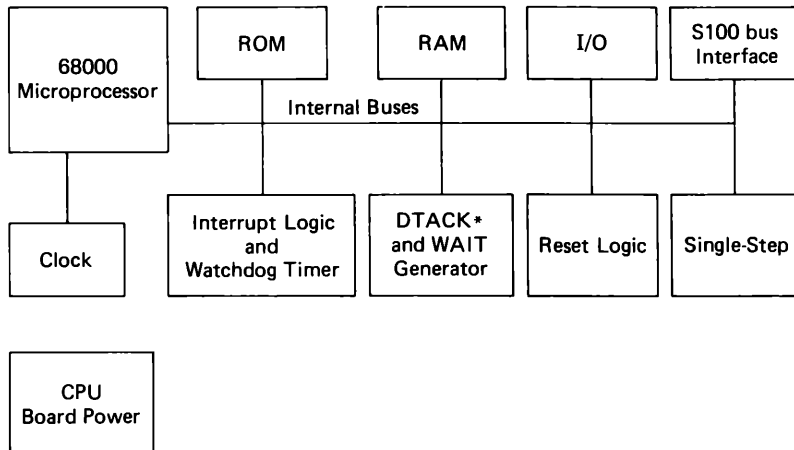 68000
Microprocessor
ROM
RAM
I/O
S100 bus
Interface
Internal Buses
Clock
Interrupt Logic
and
Watchdog Timer
DTACK*
and WAIT
Generator
Reset Logic
Single-Step
CPU
Board Power